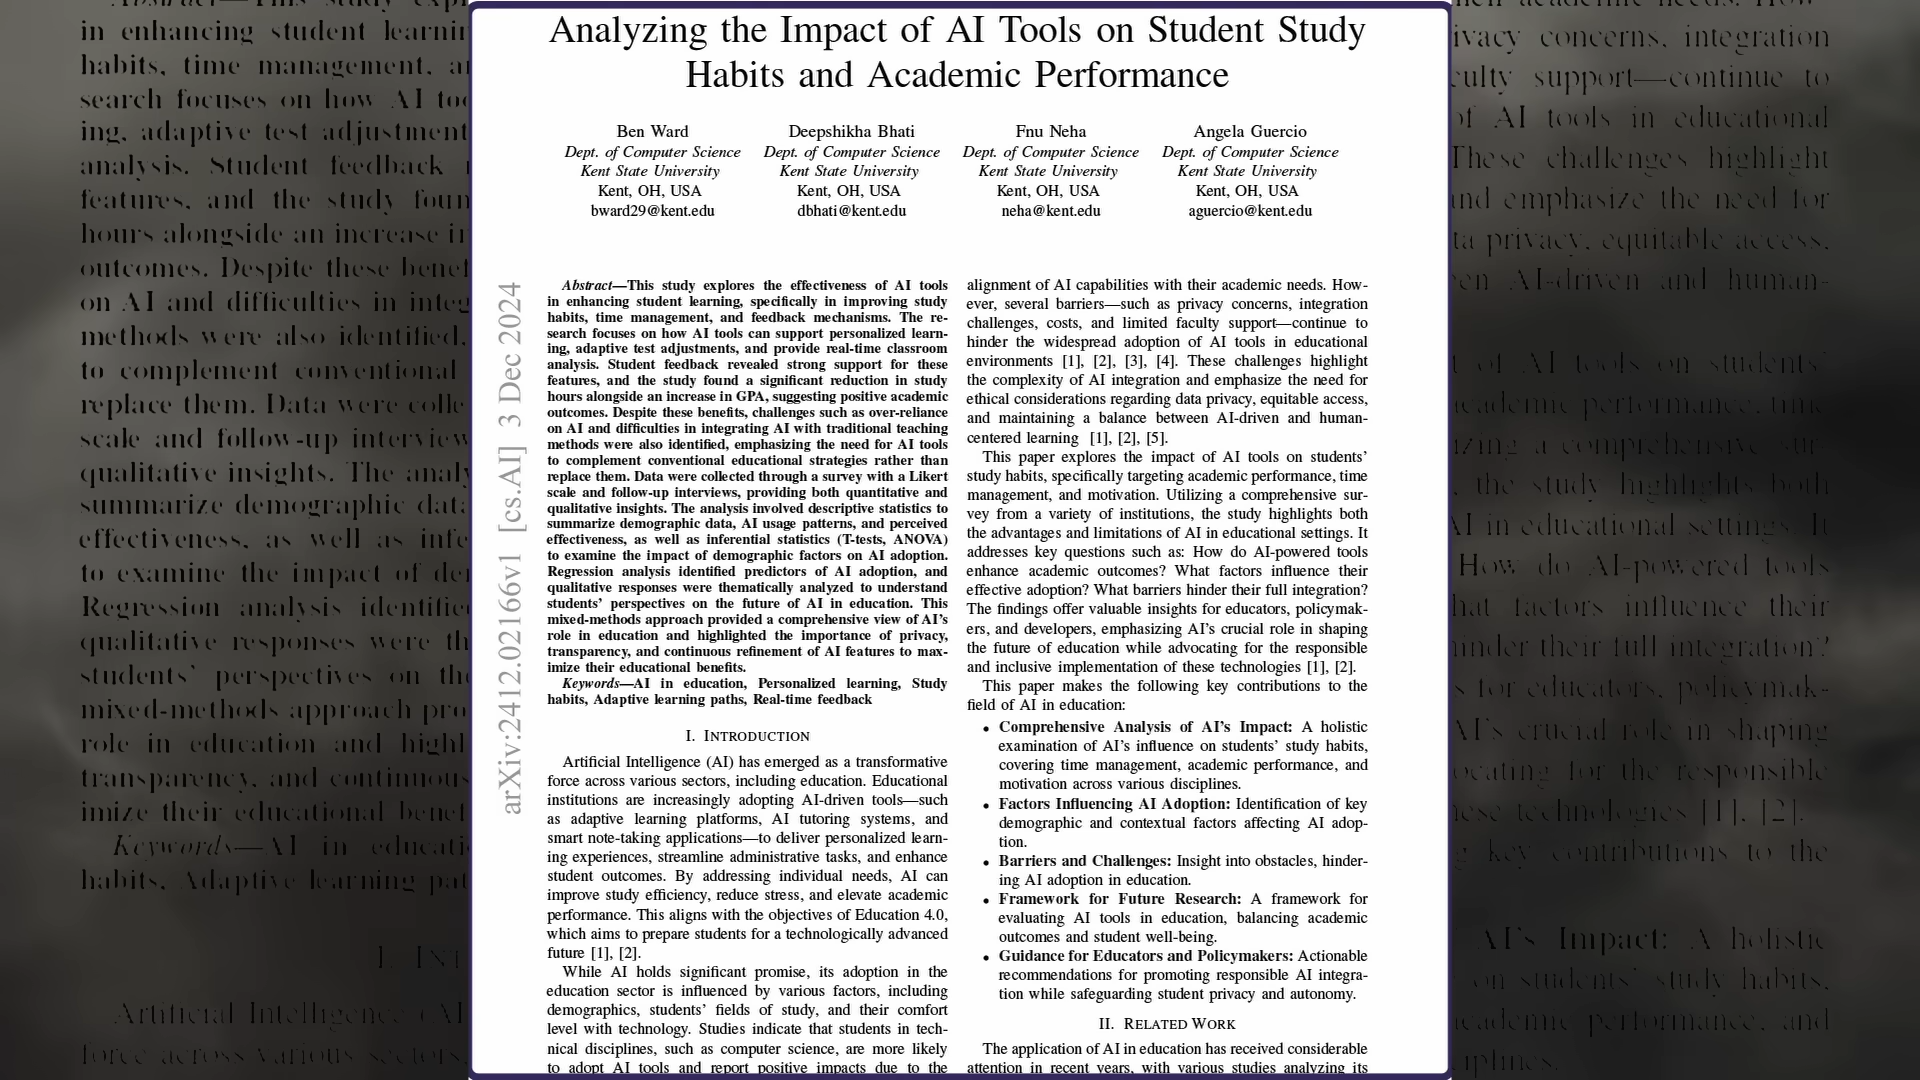 Analyzing the Impact of AI Tools on Student Study
Habits and Academic Performance
Ben Ward
Dept. of Computer Science
Kent State University
Kent, OH, USA
bward29@kent.edu
Deepshikha Bhati
Dept. of Computer Science
Kent State University
Kent, OH, USA
dbhati@kent.edu
Fnu Neha
Dept. of Computer Science
Kent State University
Kent, OH, USA
neha@kent.edu
Angela Guercio
Dept. of Computer Science
Kent State University
Kent, OH, USA
aguercio@kent.edu
arXiv:2412.02166v1 [cs.AI] 3 Dec 2024
Abstract—This study explores the effectiveness of AI tools
in enhancing student learning, specifically in improving study
habits, time management, and feedback mechanisms. The re-
search focuses on how AI tools can support personalized learn-
ing, adaptive test adjustments, and provide real-time classroom
analysis. Student feedback revealed strong support for these
features, and the study found a significant reduction in study
hours alongside an increase in GPA, suggesting positive academic
outcomes. Despite these benefits, challenges such as over-reliance
on AI and difficulties in integrating AI with traditional teaching
methods were also identified, emphasizing the need for AI tools
to complement conventional educational strategies rather than
replace them. Data were collected through a survey with a Likert
scale and follow-up interviews, providing both quantitative and
qualitative insights. The analysis involved descriptive statistics to
summarize demographic data, AI usage patterns, and perceived
effectiveness, as well as inferential statistics (T-tests, ANOVA)
to examine the impact of demographic factors on AI adoption.
Regression analysis identified predictors of AI adoption, and
qualitative responses were thematically analyzed to understand
students' perspectives on the future of AI in education. This
mixed-methods approach provided a comprehensive view of AI's
role in education and highlighted the importance of privacy,
transparency, and continuous refinement of AI features to max-
imize their educational benefits.
Keywords—AI in education, Personalized learning, Study
habits, Adaptive learning paths, Real-time feedback
I. INTRODUCTION
Artificial Intelligence (AI) has emerged as a transformative
force across various sectors, including education. Educational
institutions are increasingly adopting AI-driven tools—such
as adaptive learning platforms, AI tutoring systems, and
smart note-taking applications—to deliver personalized learn-
ing experiences, streamline administrative tasks, and enhance
student outcomes. By addressing individual needs, AI can
improve study efficiency, reduce stress, and elevate academic
performance. This aligns with the objectives of Education 4.0,
which aims to prepare students for a technologically advanced
future [1], [2].
While AI holds significant promise, its adoption in the
education sector is influenced by various factors, including
demographics, students' fields of study, and their comfort
level with technology. Studies indicate that students in tech-
nical disciplines, such as computer science, are more likely
to adopt AI tools and report positive impacts due to the
alignment of AI capabilities with their academic needs. How-
ever, several barriers—such as privacy concerns, integration
challenges, costs, and limited faculty support—continue to
hinder the widespread adoption of AI tools in educational
environments [1], [2], [3], [4]. These challenges highlight
the complexity of AI integration and emphasize the need for
ethical considerations regarding data privacy, equitable access,
and maintaining a balance between AI-driven and human-
centered learning [1], [2], [5].
This paper explores the impact of AI tools on students'
study habits, specifically targeting academic performance, time
management, and motivation. Utilizing a comprehensive sur-
vey from a variety of institutions, the study highlights both
the advantages and limitations of AI in educational settings. It
addresses key questions such as: How do AI-powered tools
enhance academic outcomes? What factors influence their
effective adoption? What barriers hinder their full integration?
The findings offer valuable insights for educators, policymak-
ers, and developers, emphasizing AI's crucial role in shaping
the future of education while advocating for the responsible
and inclusive implementation of these technologies [1], [2].
This paper makes the following key contributions to the
field of AI in education:
• Comprehensive Analysis of AI's Impact: A holistic
examination of AI's influence on students' study habits,
covering time management, academic performance, and
motivation across various disciplines.
• Factors Influencing AI Adoption: Identification of key
demographic and contextual factors affecting AI adop-
tion.
• Barriers and Challenges: Insight into obstacles, hinder-
ing AI adoption in education.
• Framework for Future Research: A framework for
evaluating AI tools in education, balancing academic
outcomes and student well-being.
• Guidance for Educators and Policymakers: Actionable
recommendations for promoting responsible AI integra-
tion while safeguarding student privacy and autonomy.
II. RELATED WORK
The application of AI in education has received considerable
attention in recent years, with various studies analyzing its